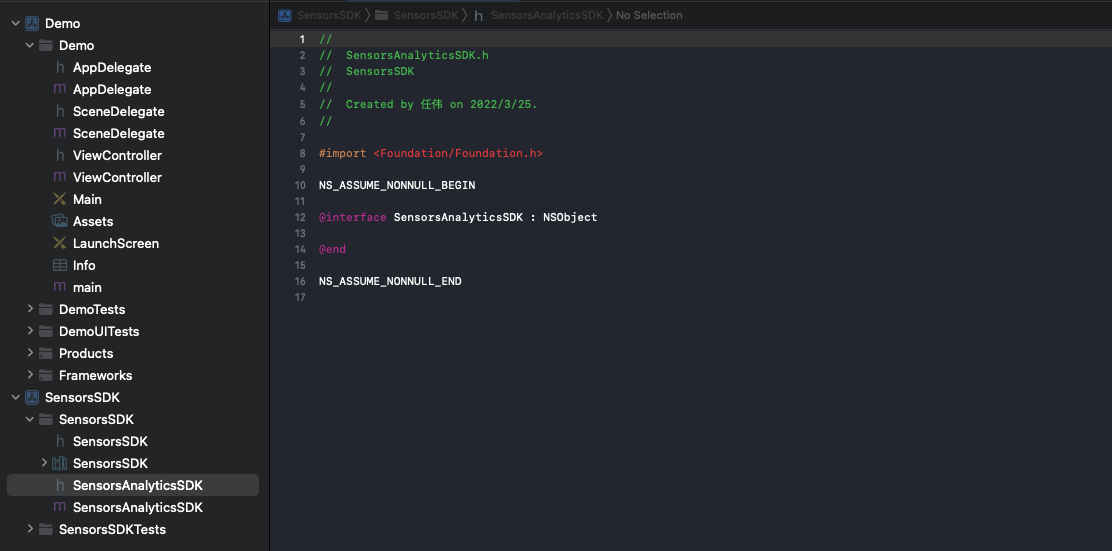 Demo
Demo
h AppDelegate
m AppDelegate
h SceneDelegate
m SceneDelegate
h ViewController
m ViewController
Main
Assets
LaunchScreen
Info
m main
DemoTests
DemoUITests
Products
Frameworks
SensorsSDK
SensorsSDK
h SensorsSDK
SensorsSDK
h SensorsAnalyticsSDK
m SensorsAnalyticsSDK
SensorsSDKTests
SensorsSDK 〉 SensorsSDK 〉 h SensorsAnalyticsSDK 〉 No Selection
1 //
2 //  SensorsAnalyticsSDK.h
3 //  SensorsSDK
4 //
5 //  Created by 任伟 on 2022/3/25.
6 //
7
8 #import <Foundation/Foundation.h>
9
10 NS_ASSUME_NONNULL_BEGIN
11
12 @interface SensorsAnalyticsSDK : NSObject
13
14 @end
15
16 NS_ASSUME_NONNULL_END
17